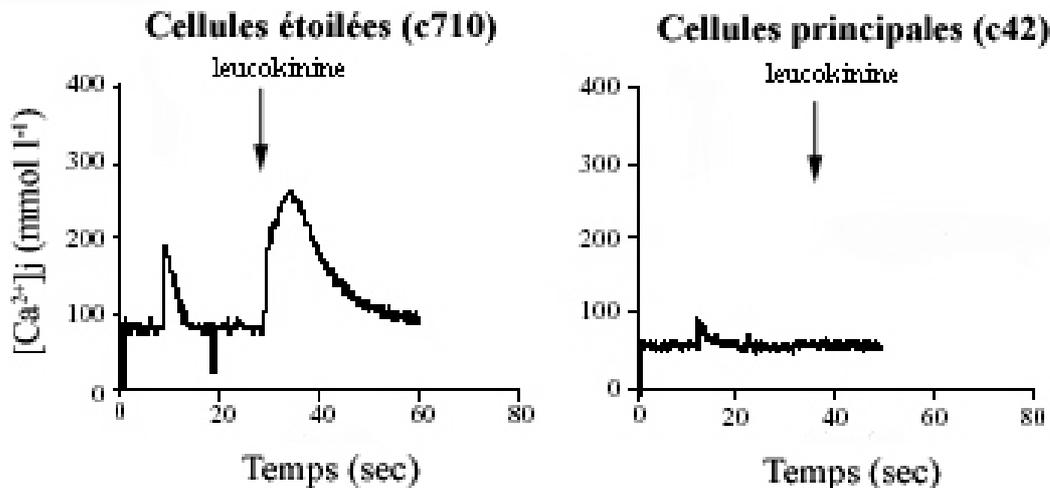 Cellules étoilées (c710)
leucokinine
[Ca²⁺]j (mmol l⁻¹)
400
300
200
100
0
0
20
40
60
80
Temps (sec)
Cellules principales (c42)
leucokinine
400
300
200
100
0
0
20
40
60
80
Temps (sec)